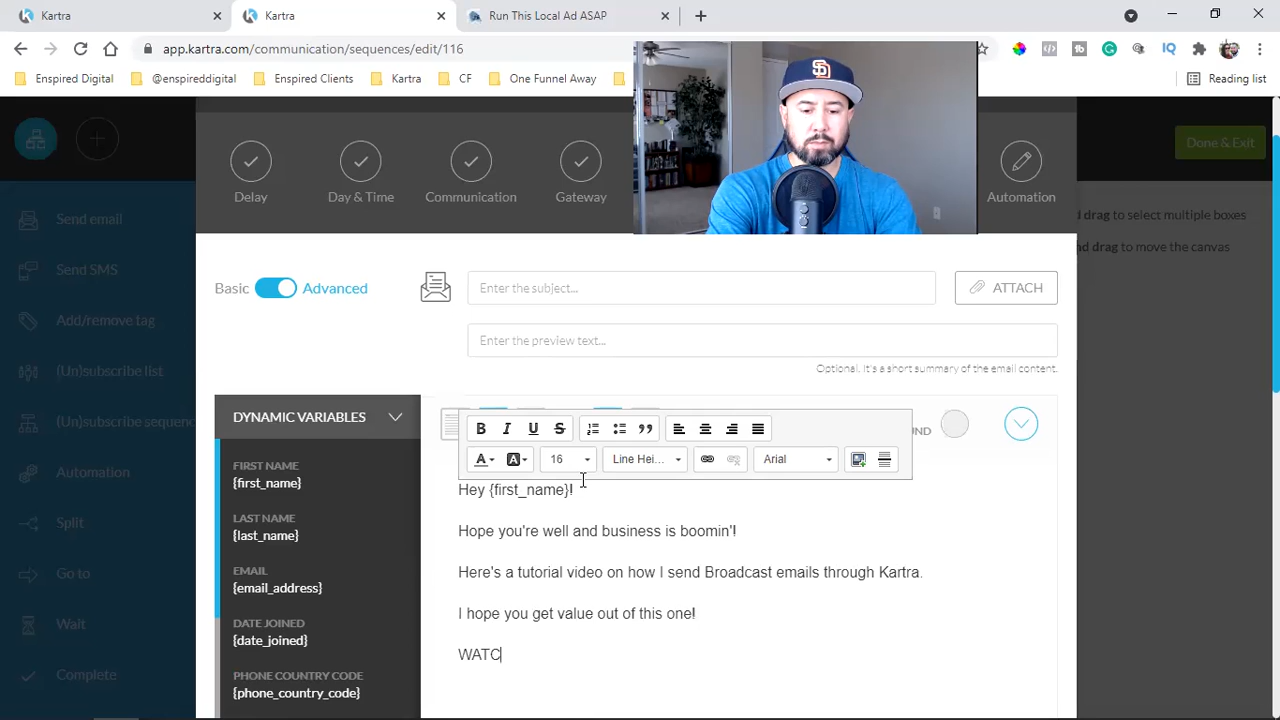 Kartra
Kartra
Run This Local Ad ASAP
app.kartra.com/communication/sequences/edit/116
Enspired Digital
@enspireddigital
Enspired Clients
Kartra
CF
One Funnel Away
Reading list
Delay
Day & Time
Communication
Gateway
Automation
Done & Exit
Send email
Send SMS
Add/remove tag
(Un)subscribe list
(Un)subscribe sequenc
Automation
Split
Go to
Wait
Complete
d drag to select multiple boxes
nd drag to move the canvas
Basic
Advanced
Enter the subject...
ATTACH
Enter the preview text...
Optional. It's a short summary of the email content.
DYNAMIC VARIABLES
FIRST NAME
{first_name}
LAST NAME
{last_name}
EMAIL
{email_address}
DATE JOINED
{date_joined}
PHONE COUNTRY CODE
{phone_country_code}
B I U S
UND
A A 16 Line Hei... Arial
Hey {first_name}!
Hope you're well and business is boomin'!
Here's a tutorial video on how I send Broadcast emails through Kartra.
I hope you get value out of this one!
WATC